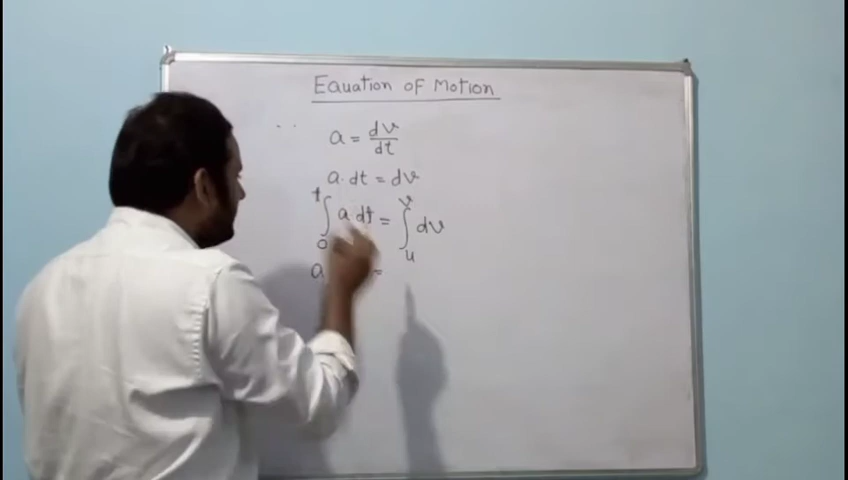 Equation of Motion
a = dv/dt
a. dt = dv
∫₀ᵗ a. dt = ∫ᵤᵛ dv
a =